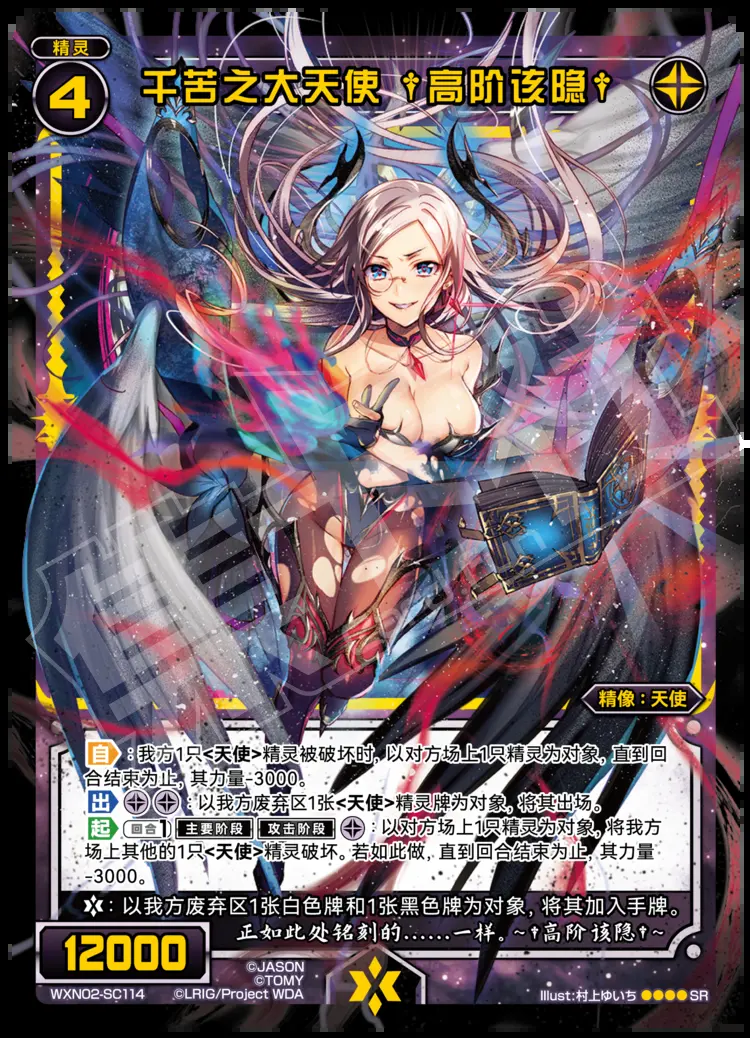 精灵
4
千苦之大天使 †高阶该隐†
精像：天使
自：我方1只<天使>精灵被破坏时，以对方场上1只精灵为对象，直到回
合结束为止，其力量-3000。
出：以我方废弃区1张<天使>精灵牌为对象，将其出场。
起 回合1 主要阶段 攻击阶段：以对方场上1只精灵为对象，将我方
场上其他的1只<天使>精灵破坏。若如此做，直到回合结束为止，其力量
-3000。
：以我方废弃区1张白色牌和1张黑色牌为对象，将其加入手牌。
正如此处铭刻的……一样。~†高阶该隐†~
12000
©JASON
©TOMY
WXN02-SC114 ©LRIG/Project WDA
Illust:村上ゆいち ●●●●SR